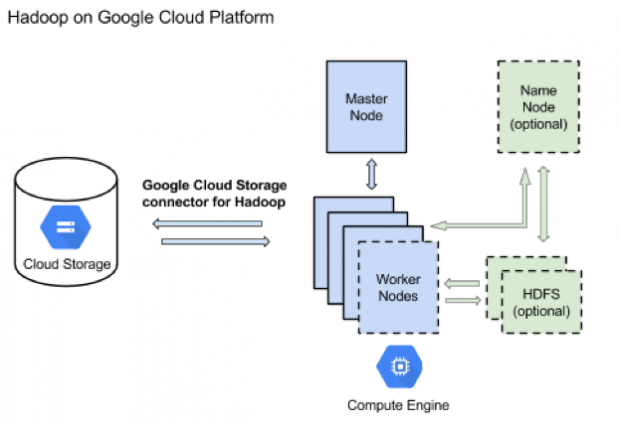 Hadoop on Google Cloud Platform
Master
Node
Name
Node
(optional)
Google Cloud Storage
connector for Hadoop
Cloud Storage
Worker
Nodes
HDFS
(optional)
Compute Engine